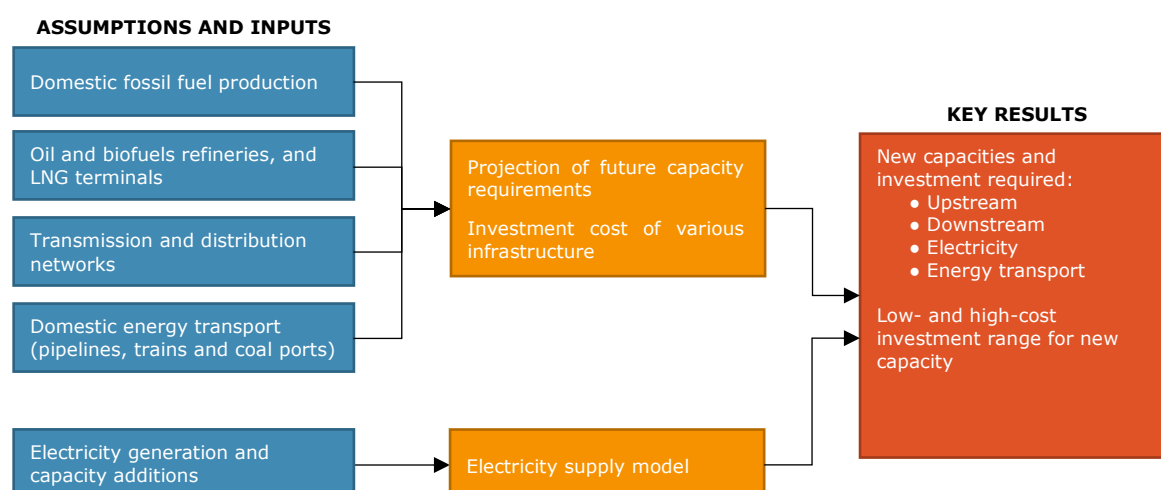 ASSUMPTIONS AND INPUTS
Domestic fossil fuel production
Oil and biofuels refineries, and
LNG terminals
Transmission and distribution
networks
Domestic energy transport
(pipelines, trains and coal ports)
Electricity generation and
capacity additions
Projection of future capacity
requirements
Investment cost of various
infrastructure
Electricity supply model
KEY RESULTS
New capacities and
investment required:
● Upstream
● Downstream
● Electricity
● Energy transport
Low- and high-cost
investment range for new
capacity